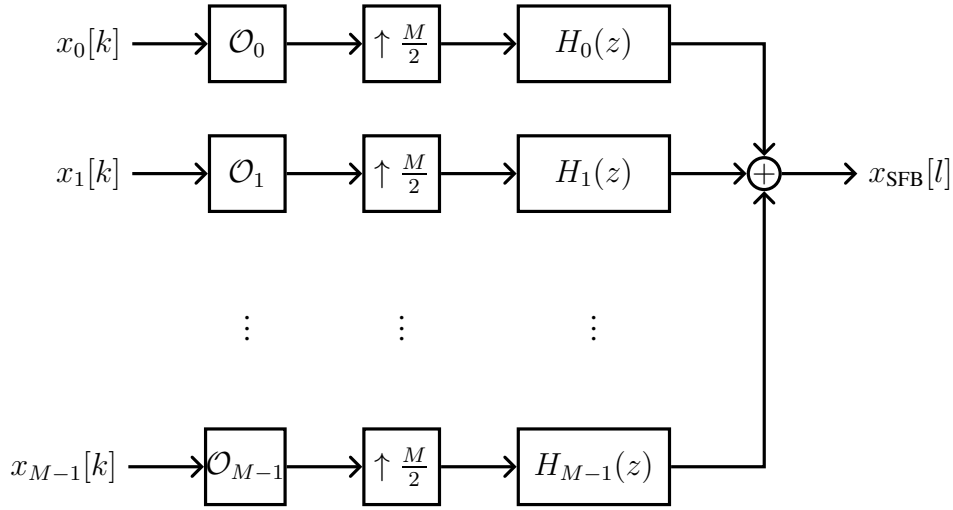 x_0[k] 𝒪_0 ↑ M/2 H_0(z)
x_1[k] 𝒪_1 ↑ M/2 H_1(z) + x_SFB[l]
⋮ ⋮ ⋮
x_{M−1}[k] 𝒪_{M−1} ↑ M/2 H_{M−1}(z)